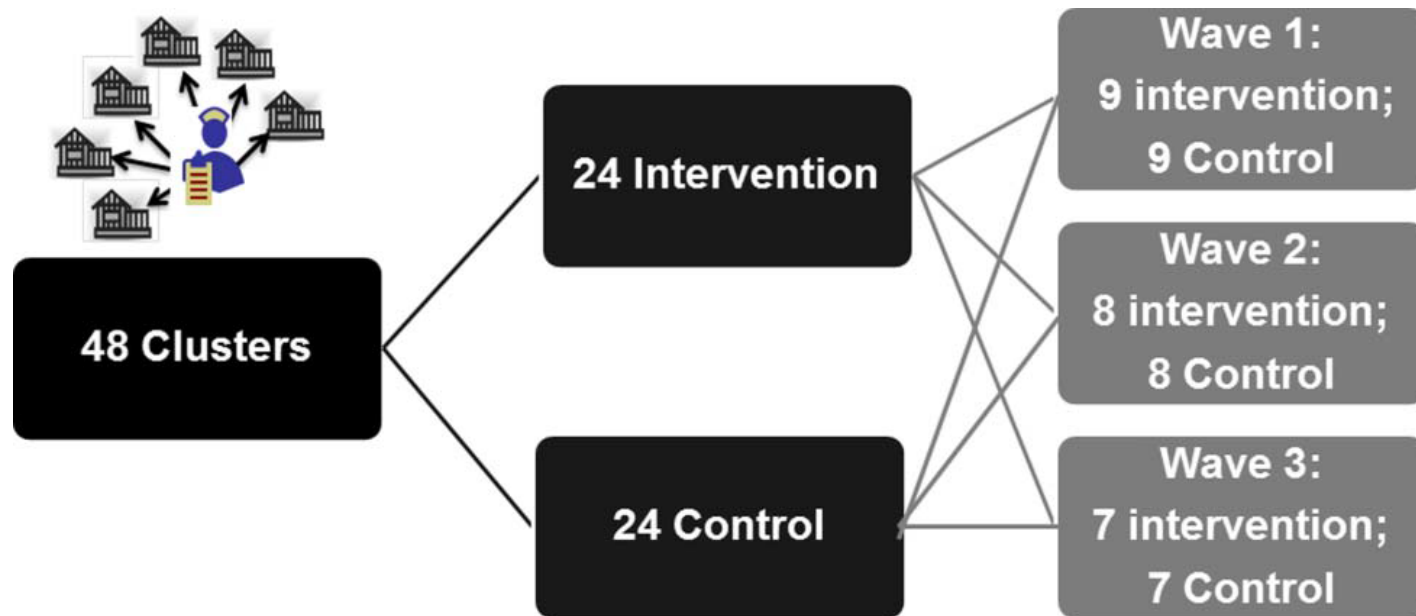 48 Clusters
24 Intervention
24 Control
Wave 1:
9 intervention;
9 Control
Wave 2:
8 intervention;
8 Control
Wave 3:
7 intervention;
7 Control